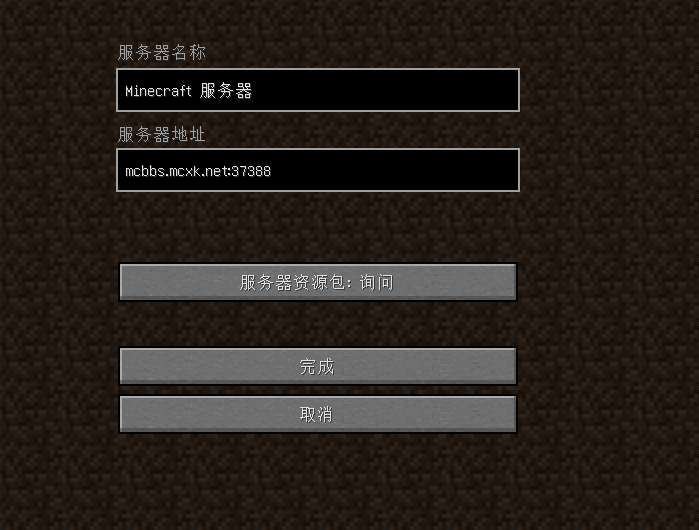 服务器名称
Minecraft 服务器
服务器地址
mcbbs.mcxk.net:37388
服务器资源包: 询问
完成
取消